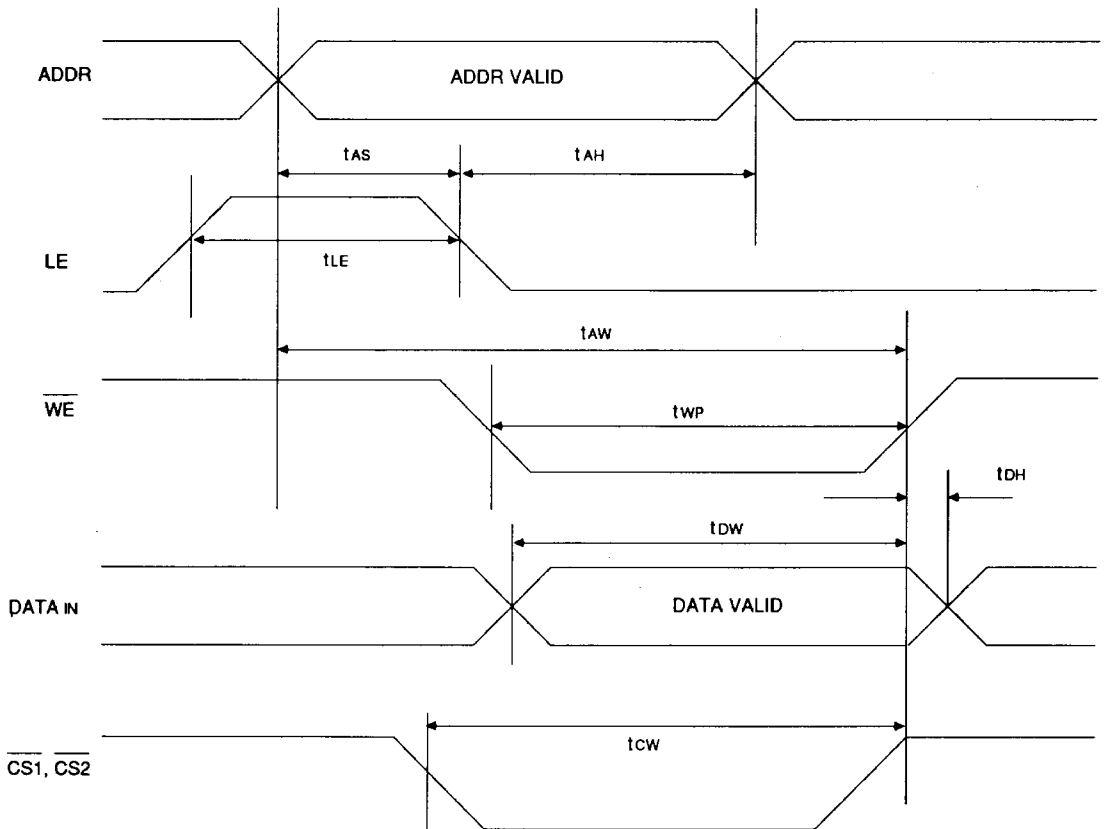 ADDR
ADDR VALID
tAS
tAH
LE
tLE
tAW
WE
tWP
tDH
tDW
DATA IN
DATA VALID
tCW
CS1, CS2